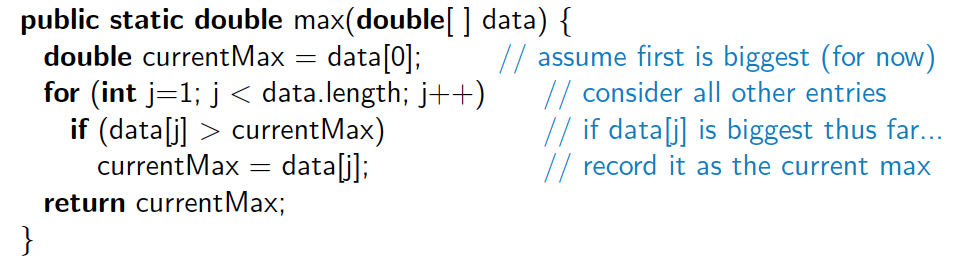 public static double max(double[ ] data) {
double currentMax = data[0]; // assume first is biggest (for now)
for (int j=1; j < data.length; j++) // consider all other entries
if (data[j] > currentMax) // if data[j] is biggest thus far...
currentMax = data[j]; // record it as the current max
return currentMax;
}